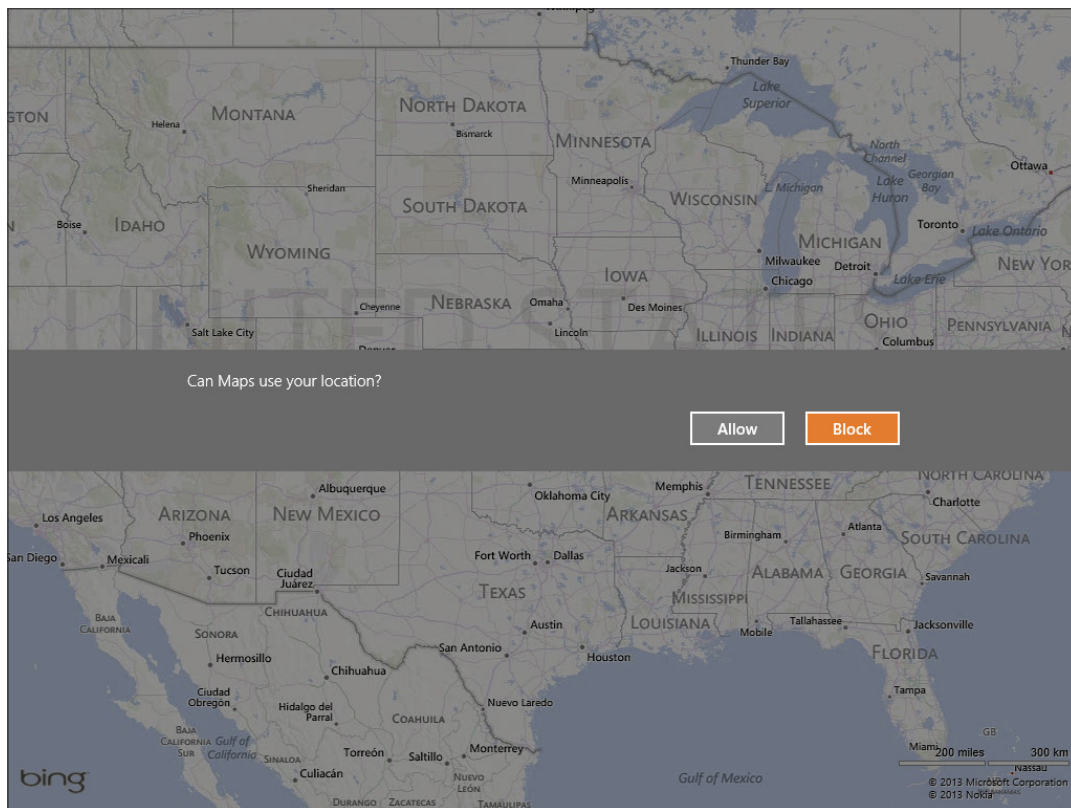 Winnipeg
Thunder Bay
Lake
Superior
NORTH DAKOTA
MONTANA
GTON
Helena
Bismarck
MINNESOTA
North
Channel
Ottawa
Georgian
Bay
Minneapolis
L. Michigan
Lake
Huron
Sheridan
WISCONSIN
SOUTH DAKOTA
Boise
IDAHO
Toronto
Lake Ontario
MICHIGAN
WYOMING
Milwaukee
Detroit
NEW YOR
IOWA
Lake Erie
Chicago
UNITED STATE
Cheyenne
NEBRASKA
Omaha
Des Moines
Salt Lake City
Lincoln
ILLINOIS
INDIANA
OHIO
PENNSYLVANIA
Columbus
Denver
Can Maps use your location?
Allow
Block
NORTH CAROLINA
TENNESSEE
Albuquerque
Oklahoma City
Memphis
Charlotte
Los Angeles
ARIZONA
NEW MEXICO
ARKANSAS
Atlanta
Phoenix
Birmingham
SOUTH CAROLINA
San Diego
Mexicali
Fort Worth
Dallas
Tucson
Ciudad
Juárez
Jackson
ALABAMA
GEORGIA
Savannah
TEXAS
MISSISSIPPI
CHIHUAHUA
BAJA
CALIFORNIA
SONORA
Austin
LOUISIANA
Mobile
Tallahassee
Jacksonville
San Antonio
Houston
Hermosillo
Chihuahua
FLORIDA
Ciudad
Obregón
Hidalgo del
Parral
Nuevo Laredo
Tampa
COAHUILA
BAJA
CALIFORNIA
SUR
Gulf of
California
GB
Torreón
Saltillo
Monterrey
Miami
200 miles
300 km
SINALOA
Culiacán
NUEVO
LEÓN
Gulf of Mexico
Nassau
bing
DURANGO
ZACATECAS
TAMAULIPAS
© 2013 Microsoft Corporation
© 2013 Nokia